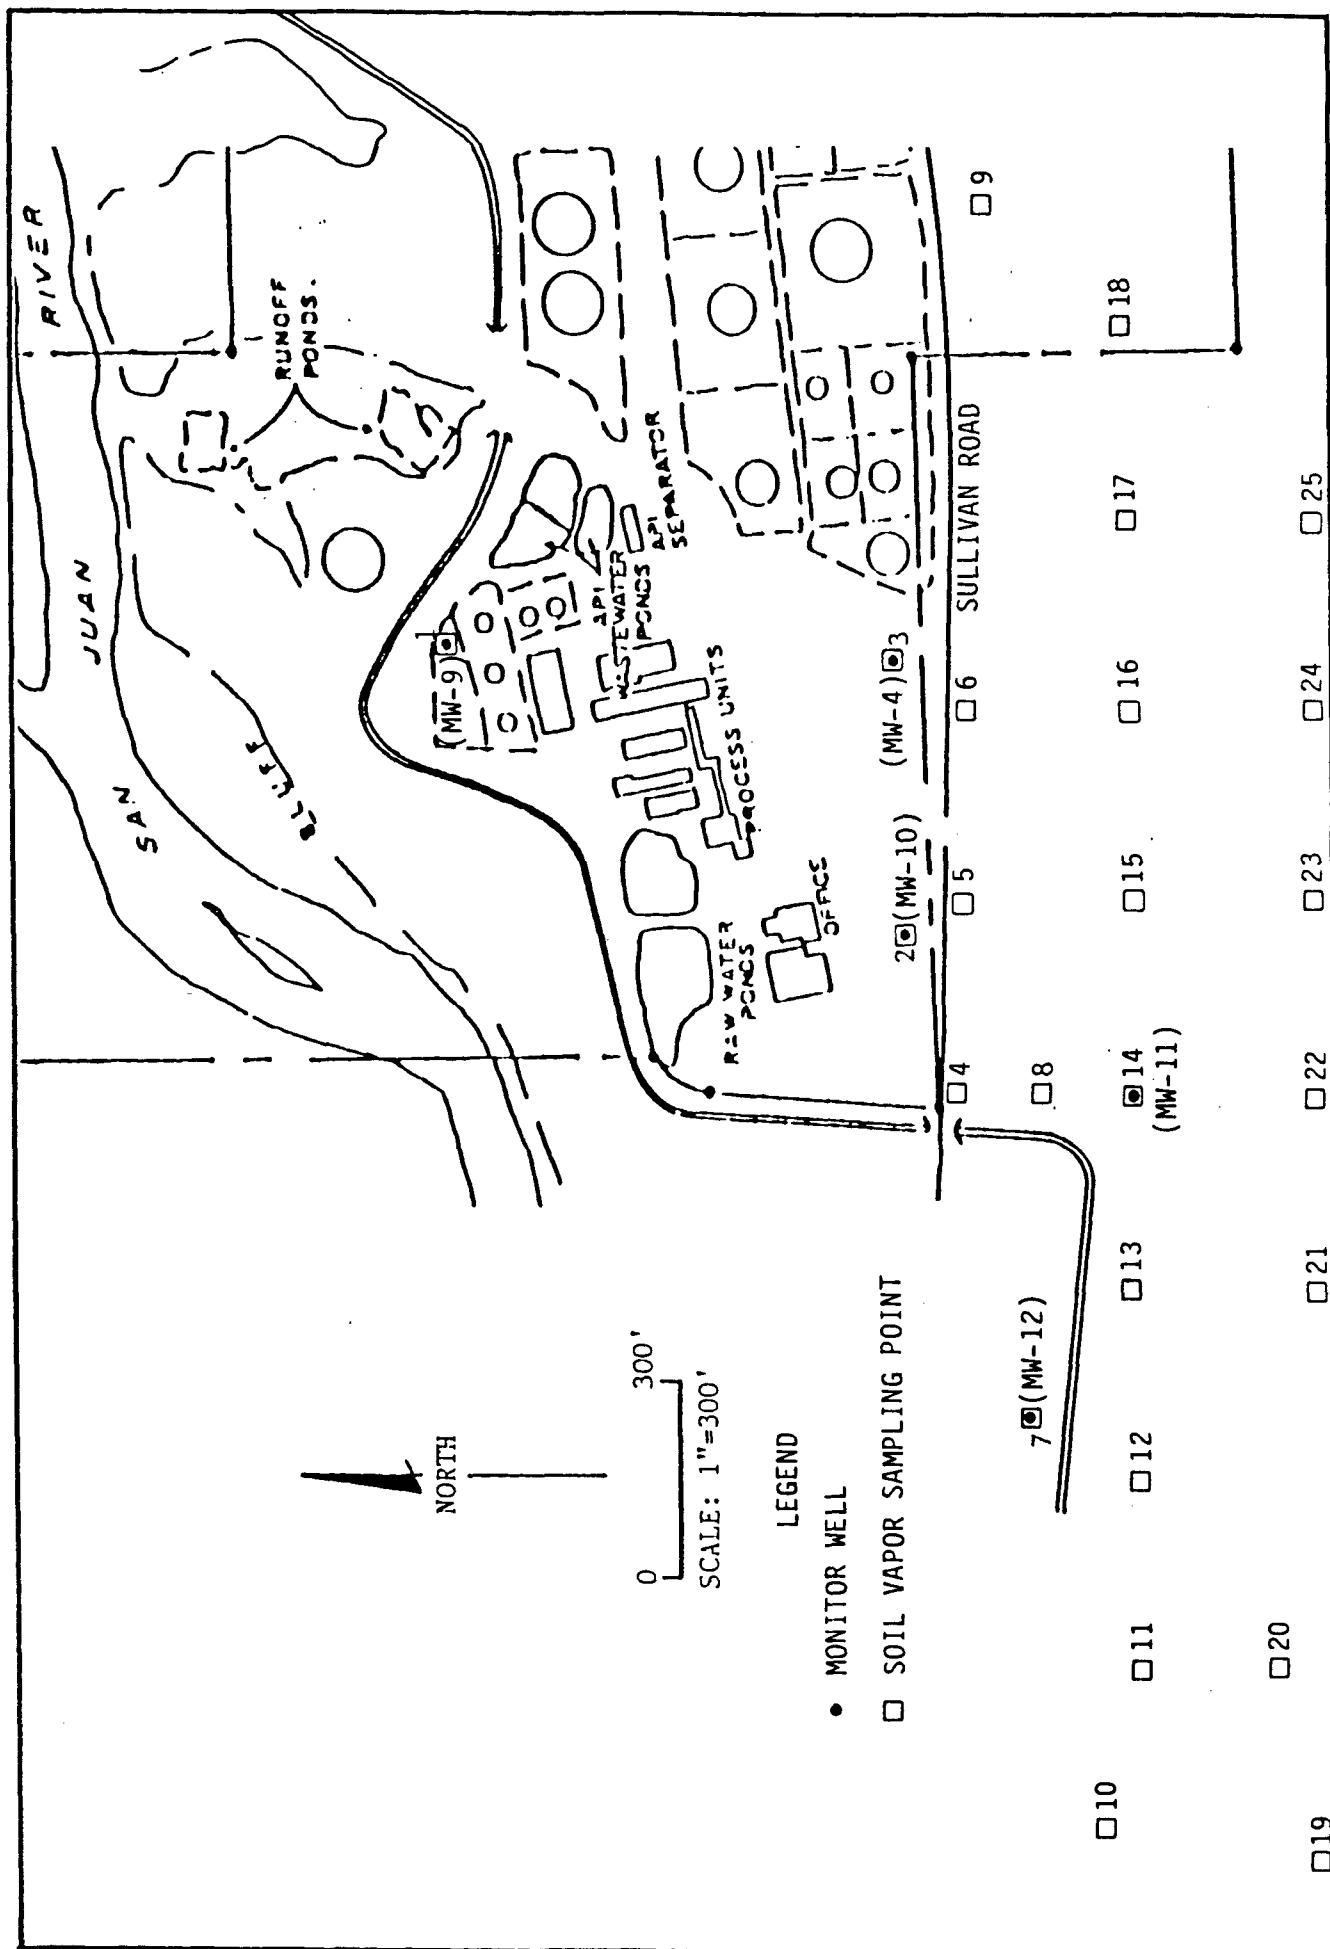 RIVER
JUAN
SAN
BLUFF
RUNOFF
PONDS.
(MW-9)
1
API
WASTEWATER
PONDS
API
SEPARATOR
PROCESS UNITS
RAW WATER
PONDS
OFFICE
2 (MW-10)
(MW-4) 3
SULLIVAN ROAD
4
5
6
9
8
7 (MW-12)
10
11
12
13
14
(MW-11)
15
16
17
18
19
20
21
22
23
24
25
NORTH
0 300'
SCALE: 1"=300'
LEGEND
MONITOR WELL
SOIL VAPOR SAMPLING POINT